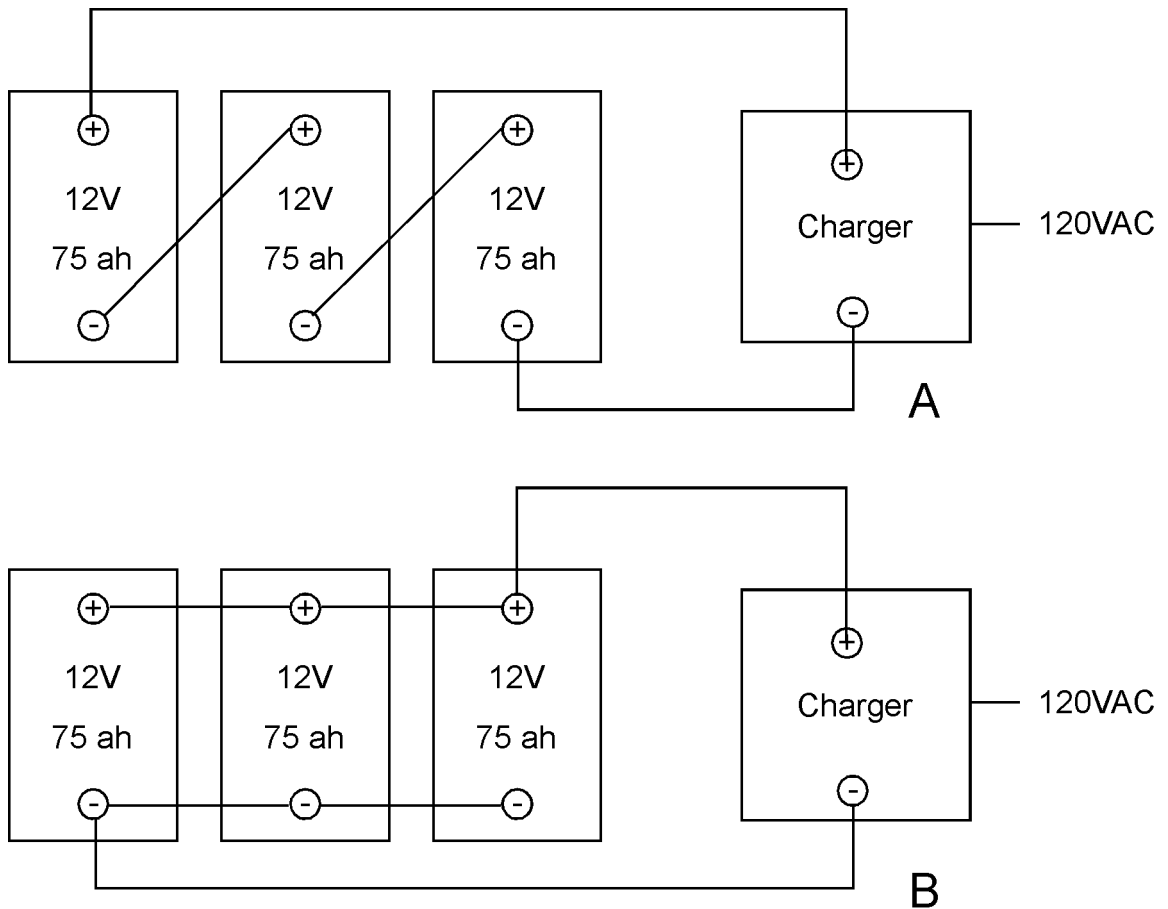 + + +
12V 12V 12V
75 ah 75 ah 75 ah
- - -
+
Charger
-
120VAC
A
+ + +
12V 12V 12V
75 ah 75 ah 75 ah
- - -
+
Charger
-
120VAC
B